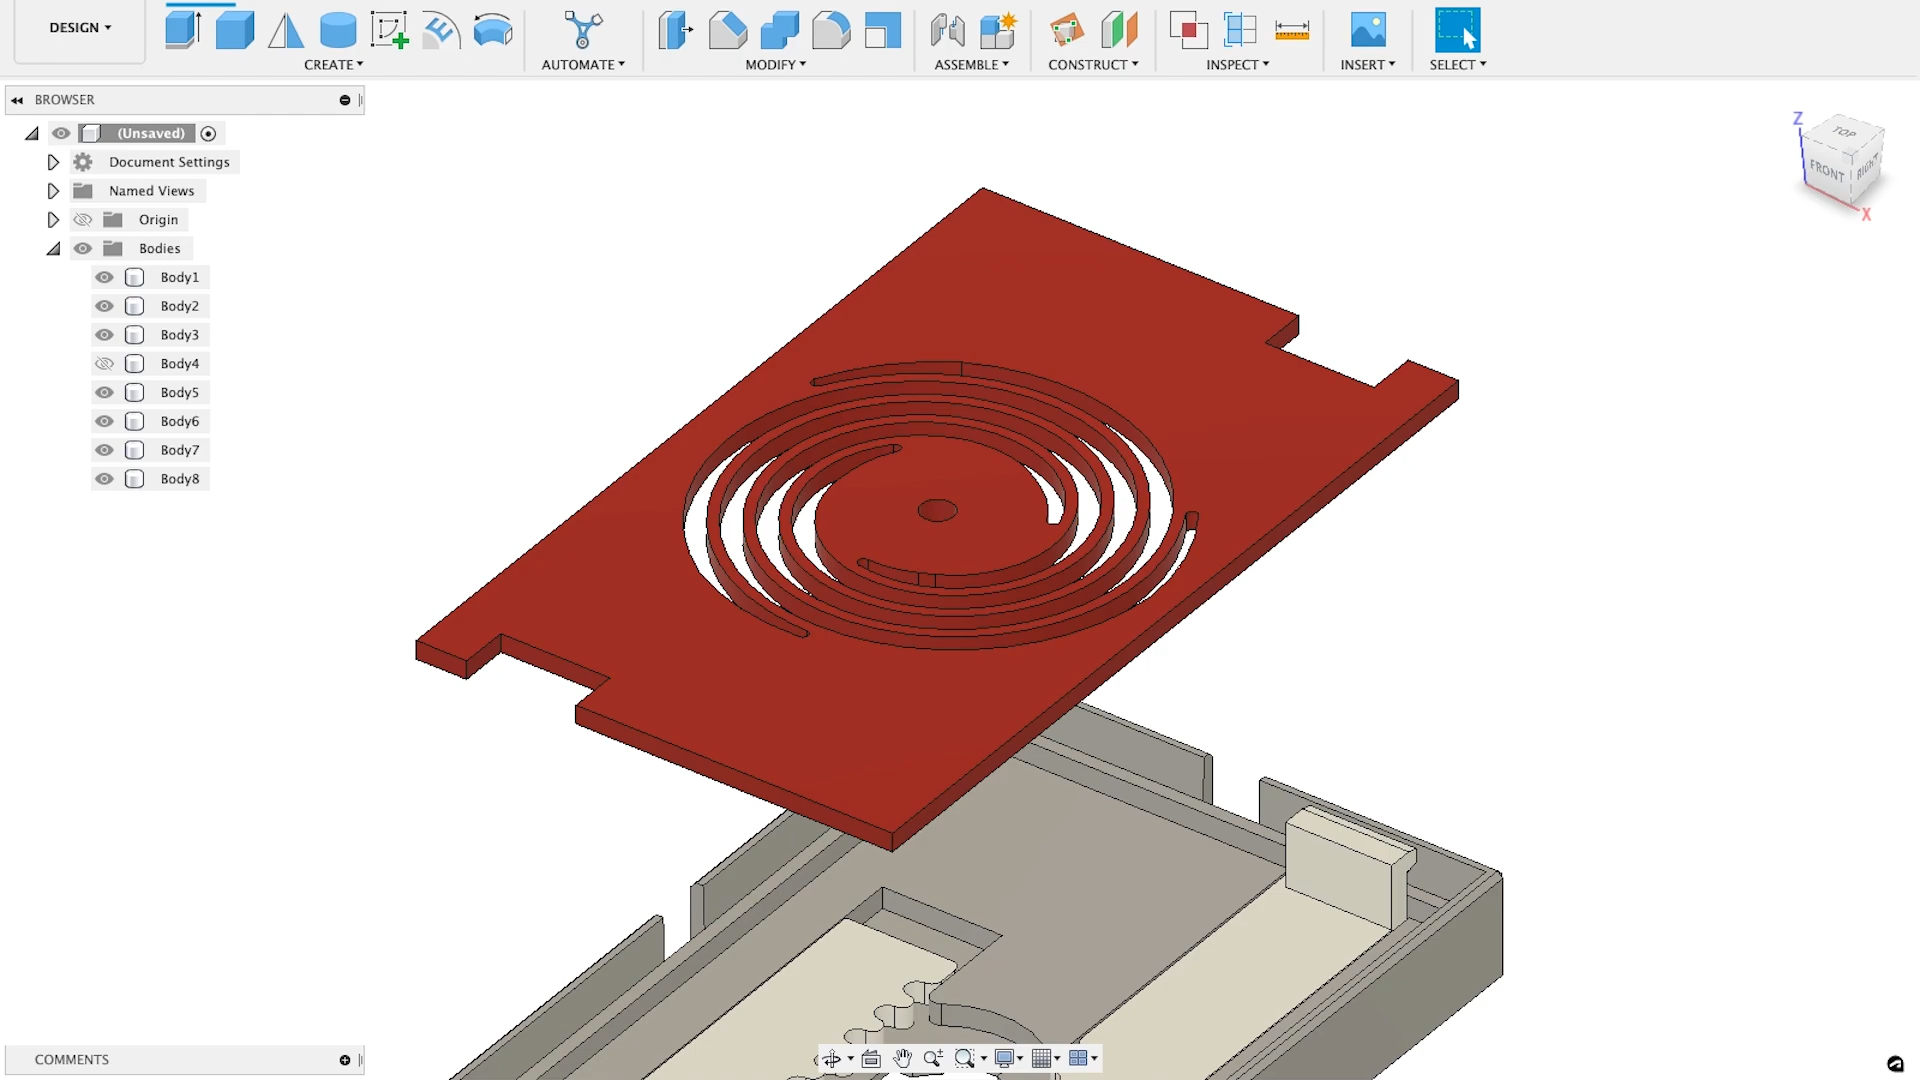 DESIGN
CREATE
AUTOMATE
MODIFY
ASSEMBLE
CONSTRUCT
INSPECT
INSERT
SELECT
BROWSER
(Unsaved)
Document Settings
Named Views
Origin
Bodies
Body1
Body2
Body3
Body4
Body5
Body6
Body7
Body8
Z
TOP
FRONT
RIGHT
X
COMMENTS